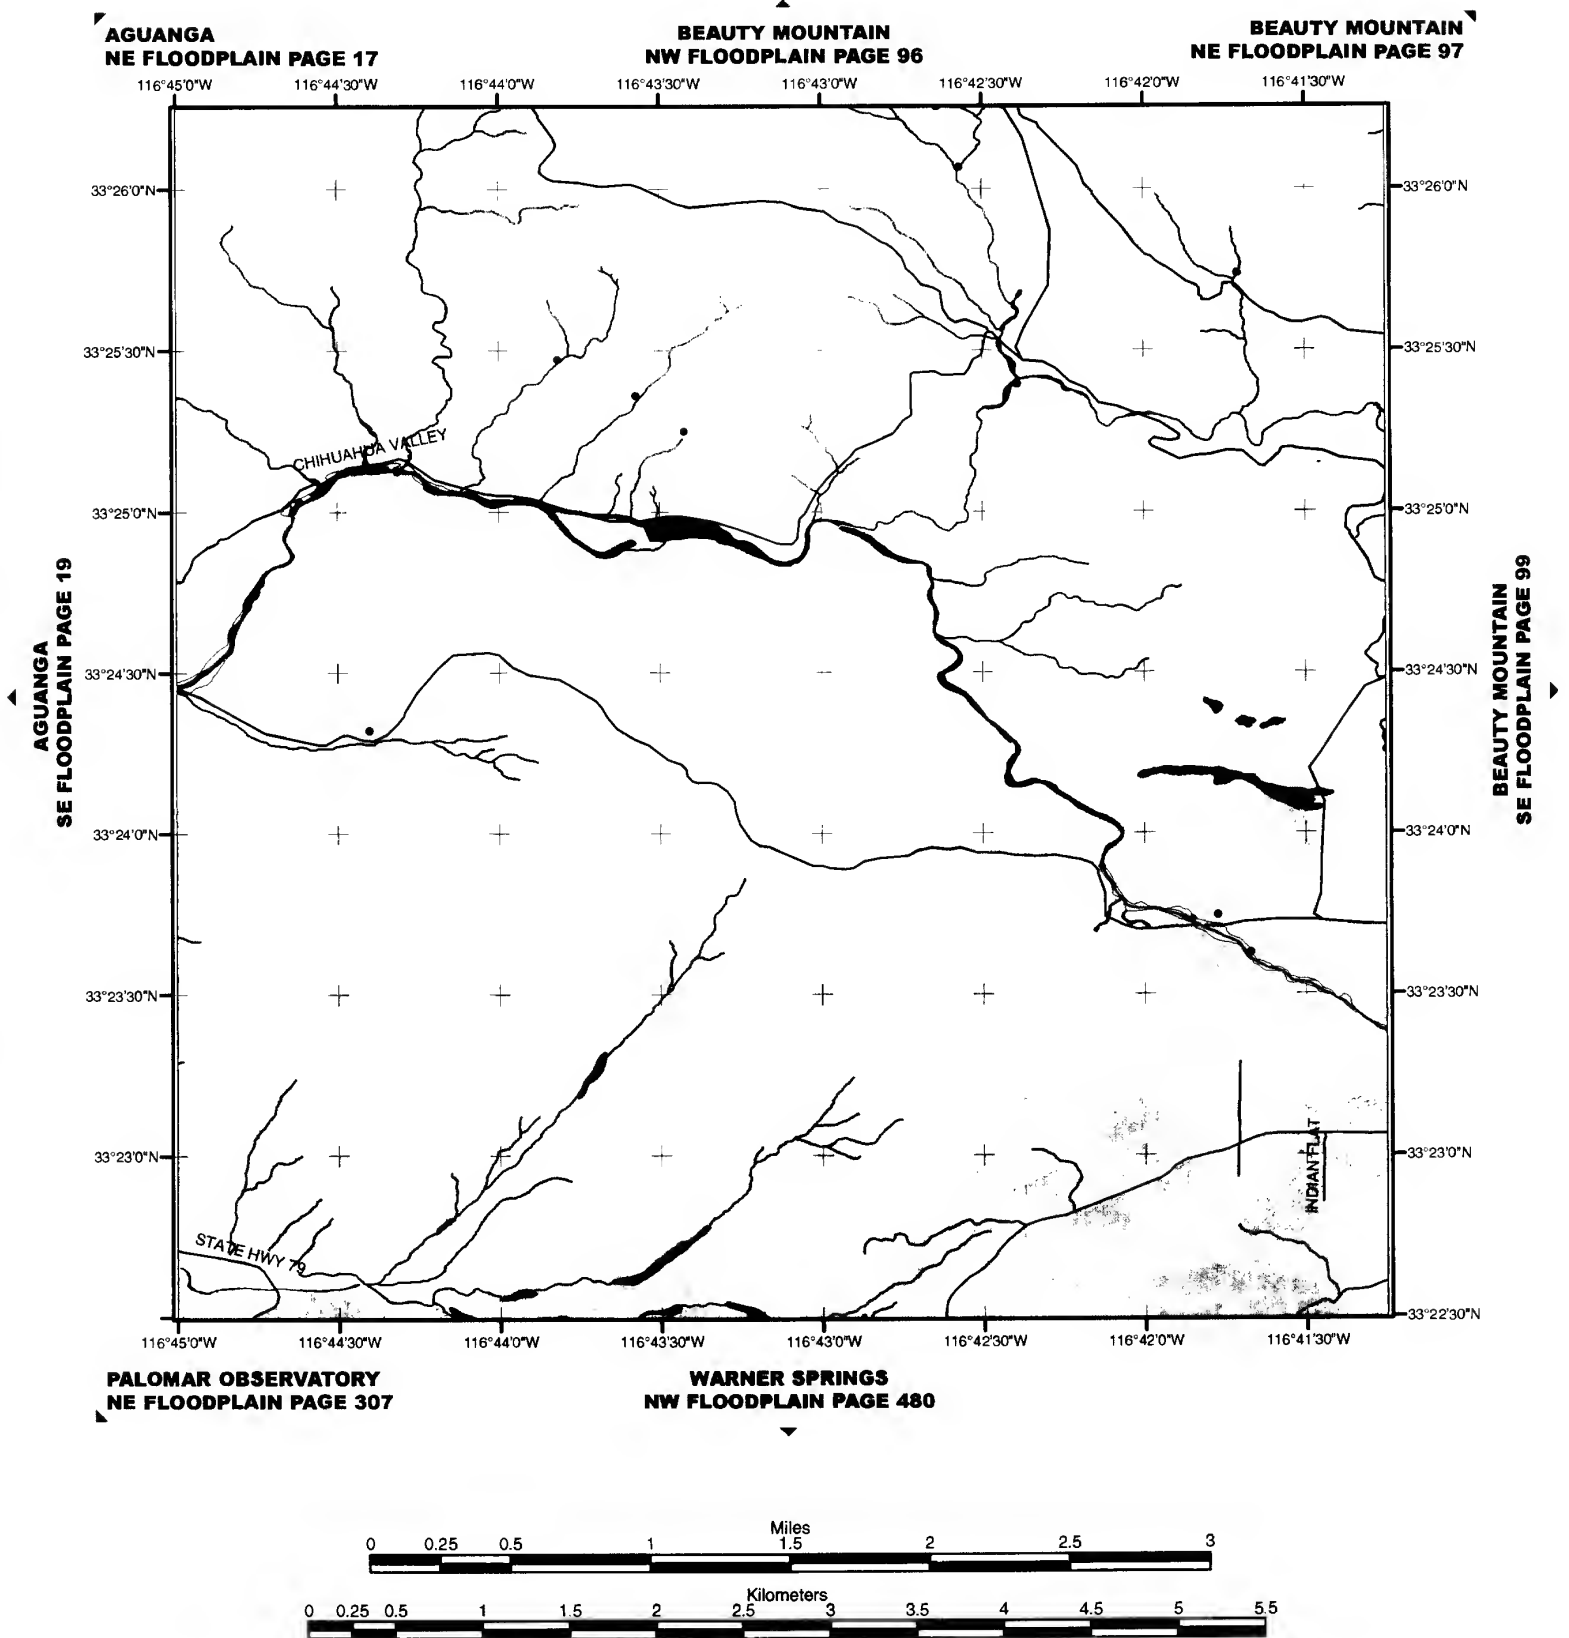 AGUANGA
NE FLOODPLAIN PAGE 17
BEAUTY MOUNTAIN
NW FLOODPLAIN PAGE 96
BEAUTY MOUNTAIN
NE FLOODPLAIN PAGE 97
116°45'0"W 116°44'30"W 116°44'0"W 116°43'30"W 116°43'0"W 116°42'30"W 116°42'0"W 116°41'30"W
33°26'0"N 33°26'0"N
33°25'30"N 33°25'30"N
CHIHUAHUA VALLEY
33°25'0"N 33°25'0"N
AGUANGA
SE FLOODPLAIN PAGE 19
BEAUTY MOUNTAIN
SE FLOODPLAIN PAGE 99
33°24'30"N 33°24'30"N
33°24'0"N 33°24'0"N
33°23'30"N 33°23'30"N
33°23'0"N 33°23'0"N
INDIAN FLAT
STATE HWY 79
33°22'30"N
116°45'0"W 116°44'30"W 116°44'0"W 116°43'30"W 116°43'0"W 116°42'30"W 116°42'0"W 116°41'30"W
PALOMAR OBSERVATORY
NE FLOODPLAIN PAGE 307
WARNER SPRINGS
NW FLOODPLAIN PAGE 480
Miles
0 0.25 0.5 1 1.5 2 2.5 3
Kilometers
0 0.25 0.5 1 1.5 2 2.5 3 3.5 4 4.5 5 5.5